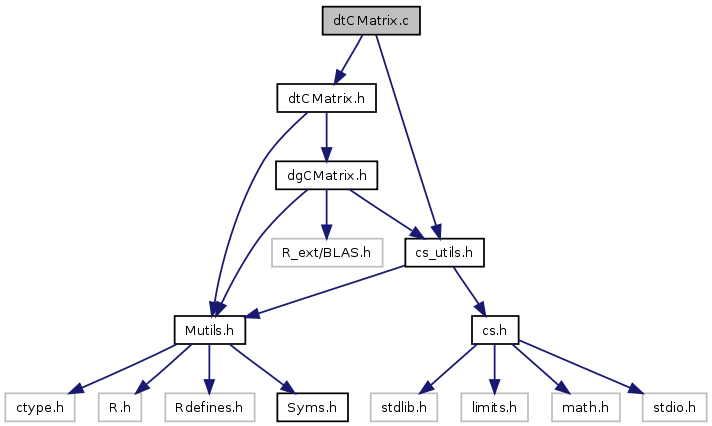 dtCMatrix.c
dtCMatrix.h
dgCMatrix.h
R_ext/BLAS.h
cs_utils.h
Mutils.h
cs.h
ctype.h
R.h
Rdefines.h
Syms.h
stdlib.h
limits.h
math.h
stdio.h